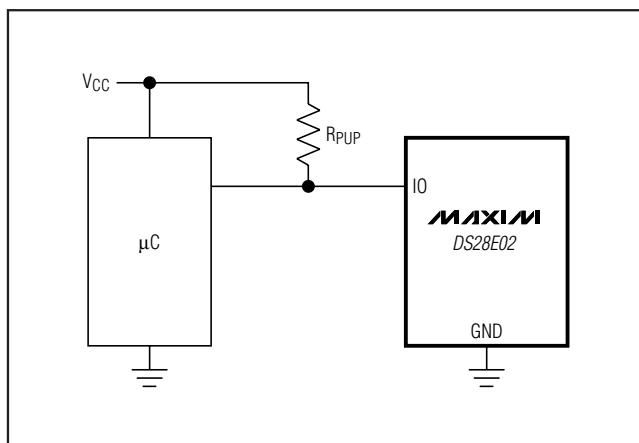 VCC
RPUP
IO
MAXIM
DS28E02
μC
GND